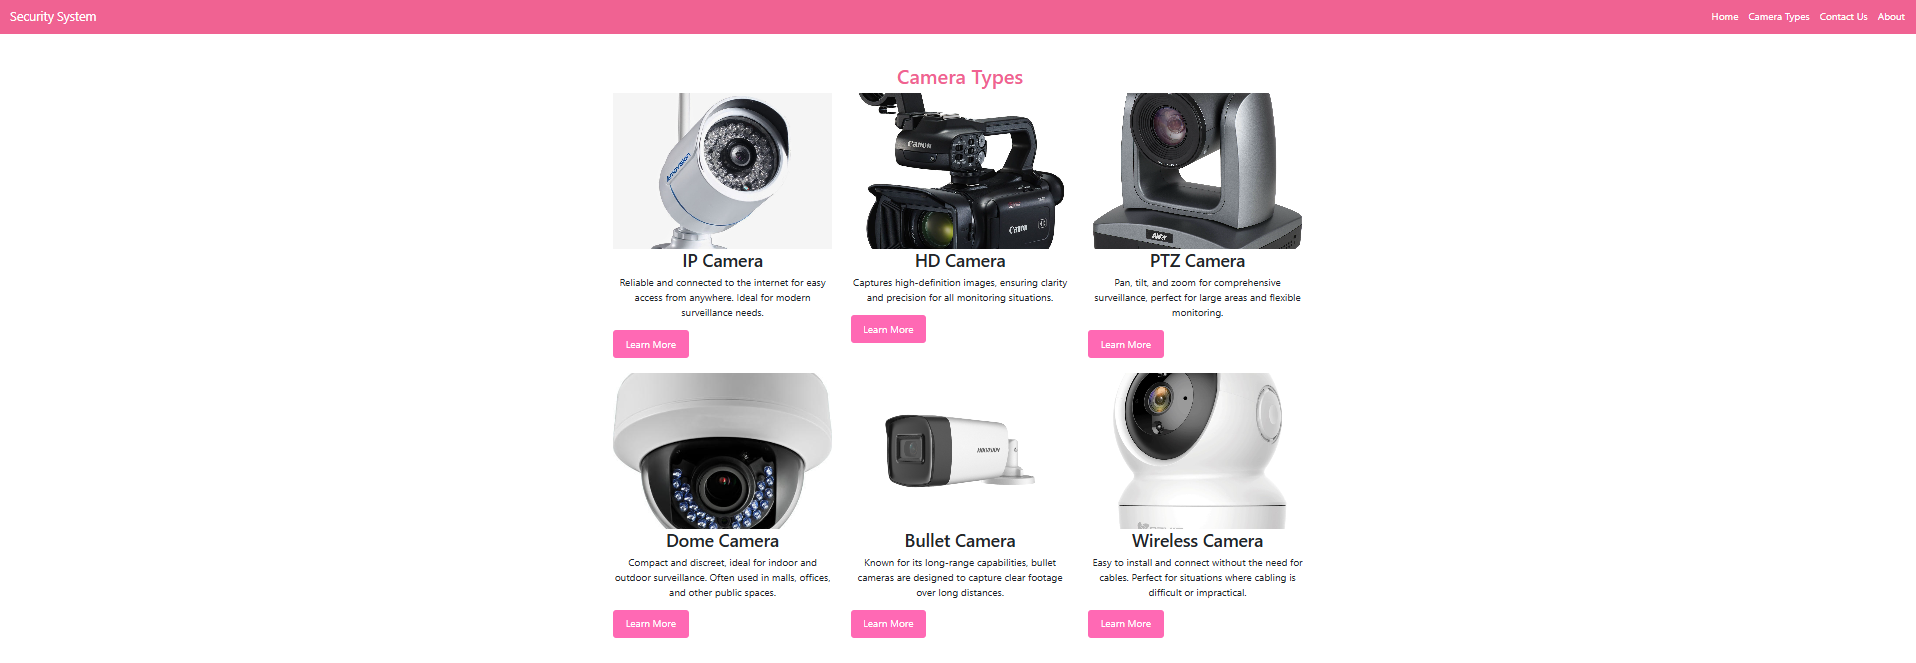 Security System
Home Camera Types Contact Us About
Camera Types
Amovision
Canon
Canon
AVer
IP Camera
Reliable and connected to the internet for easy
access from anywhere. Ideal for modern
surveillance needs.
Learn More
HD Camera
Captures high-definition images, ensuring clarity
and precision for all monitoring situations.
Learn More
PTZ Camera
Pan, tilt, and zoom for comprehensive
surveillance, perfect for large areas and flexible
monitoring.
Learn More
HIKVISION
Dome Camera
Compact and discreet, ideal for indoor and
outdoor surveillance. Often used in malls, offices,
and other public spaces.
Learn More
Bullet Camera
Known for its long-range capabilities, bullet
cameras are designed to capture clear footage
over long distances.
Learn More
Wireless Camera
Easy to install and connect without the need for
cables. Perfect for situations where cabling is
difficult or impractical.
Learn More